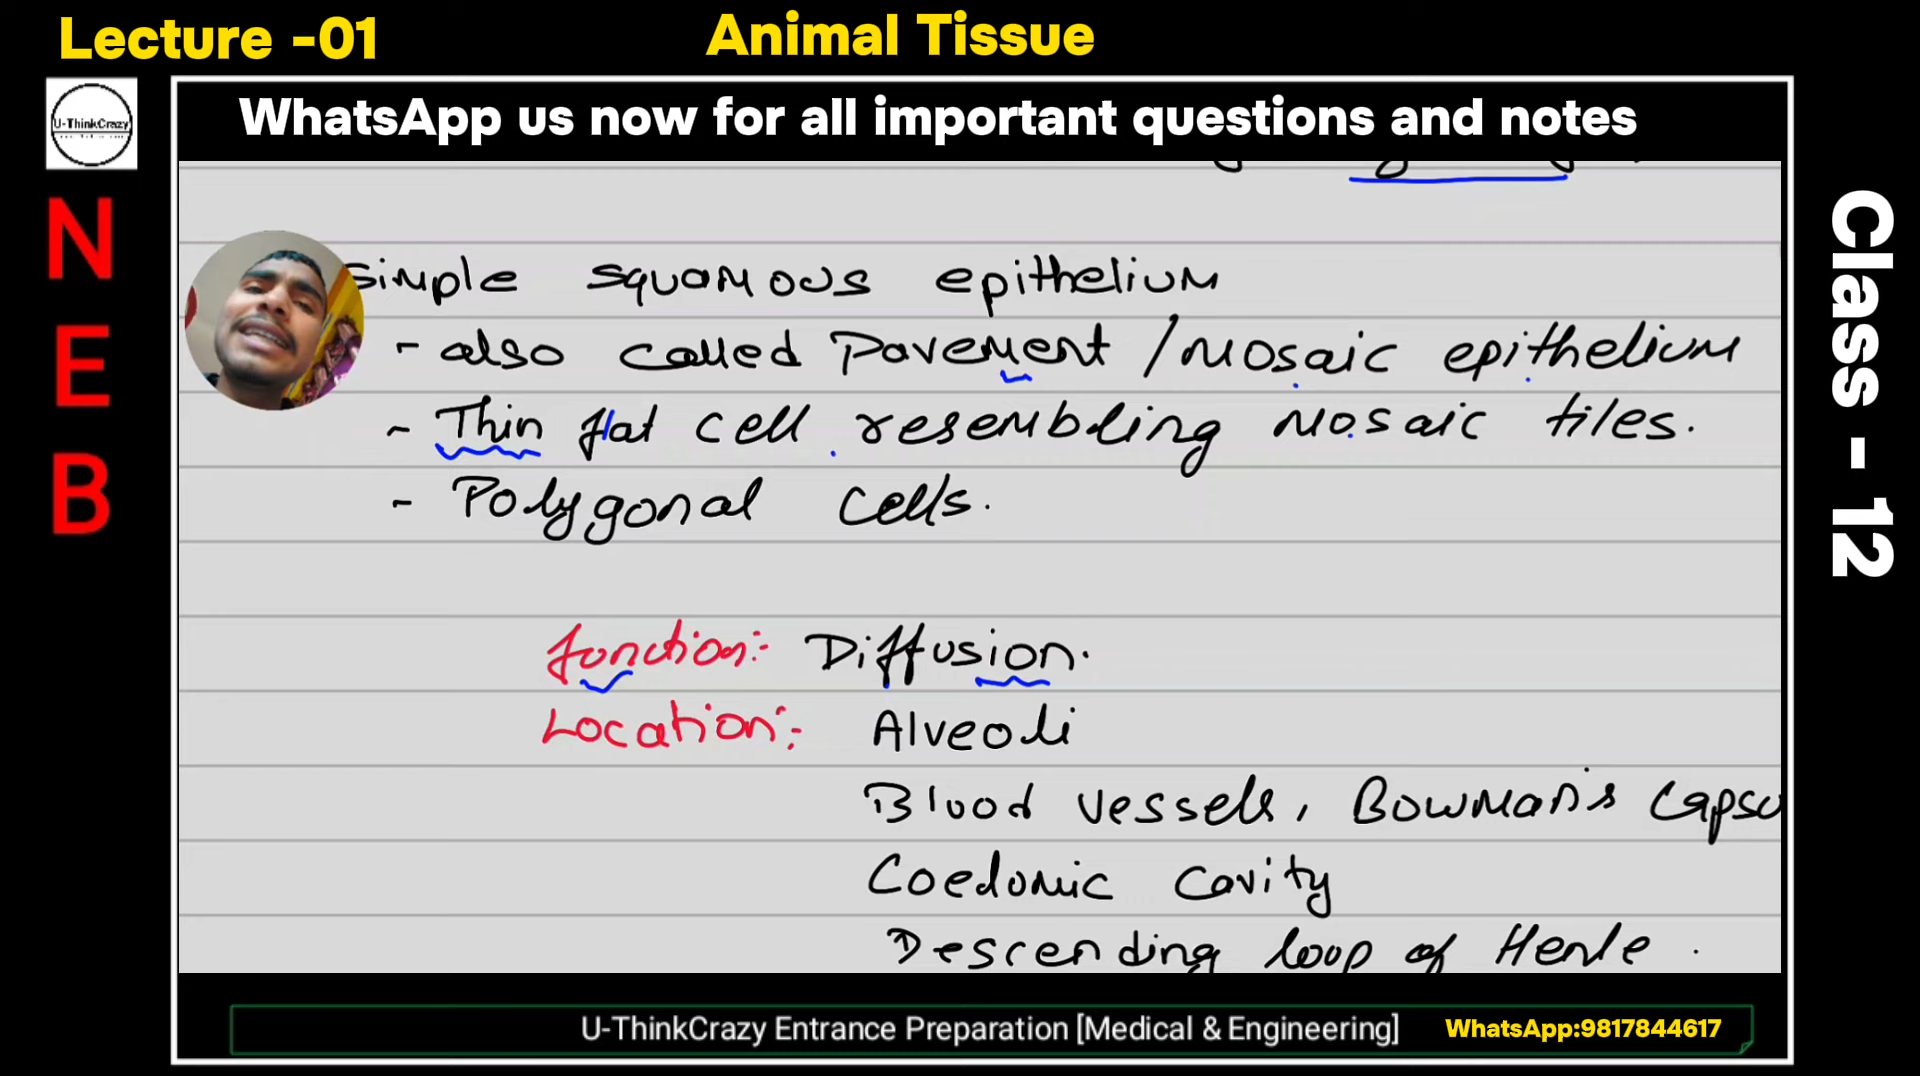 Lecture -01
Animal Tissue
U-ThinkCrazy
WhatsApp us now for all important questions and notes
NEB
Class - 12
simple squamous epithelium
- also called Pavement / Mosaic epithelium
- Thin flat cell resembling Mosaic tiles.
- Polygonal cells.
function:- Diffusion.
Location:- Alveoli
Blood vessels, Bowman's capsu
Coelomic cavity
Descending loop of Henle.
U-ThinkCrazy Entrance Preparation [Medical & Engineering]
WhatsApp:9817844617